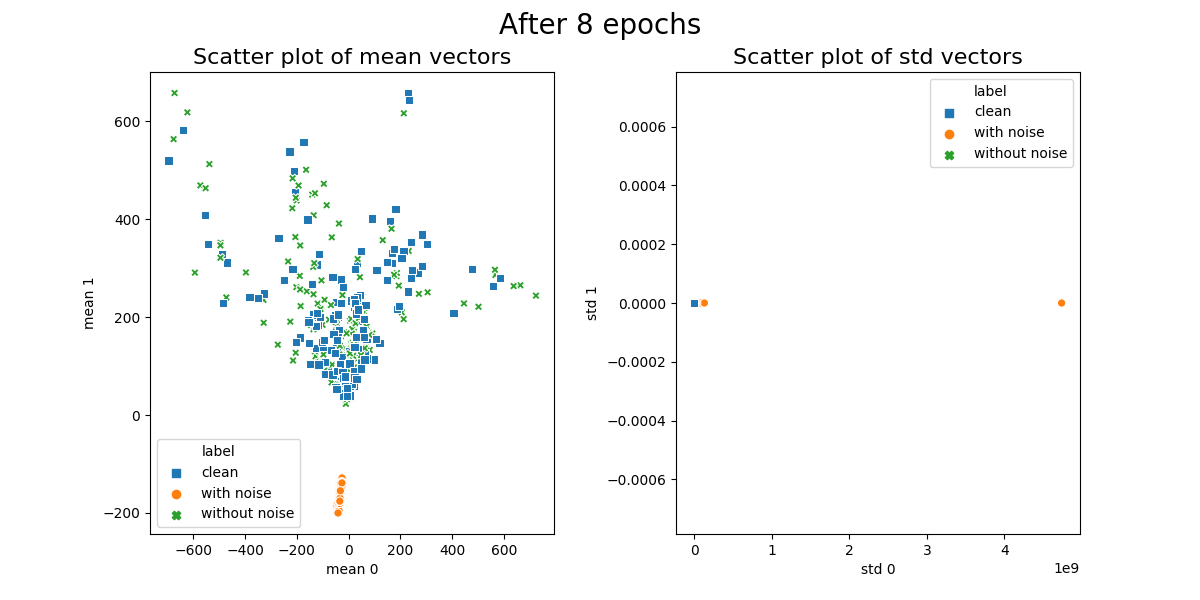 After 8 epochs
Scatter plot of mean vectors
600
400
200
0
−200
mean 1
label
clean
with noise
without noise
−600
−400
−200
0
200
400
600
mean 0
Scatter plot of std vectors
label
clean
with noise
without noise
0.0006
0.0004
0.0002
0.0000
−0.0002
−0.0004
−0.0006
std 1
0
1
2
3
4
1e9
std 0